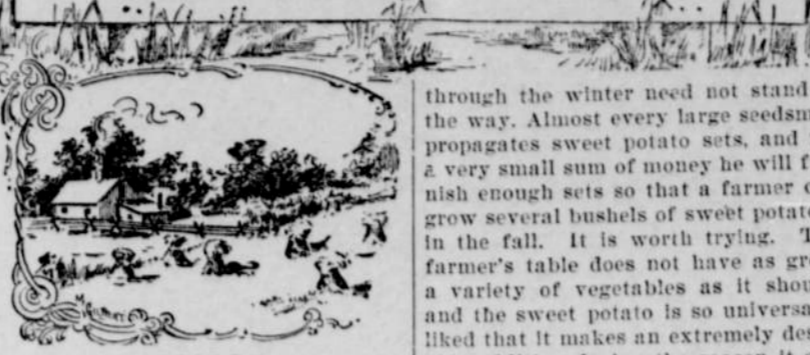 through the winter need not stand
the way. Almost every large seedsm
propagates sweet potato sets, and
a very small sum of money he will f
nish enough sets so that a farmer
grow several bushels of sweet potat
in the fall. It is worth trying. T
farmer's table does not have as gre
a variety of vegetables as it shou
and the sweet potato is so universa
liked that it makes an extremely des